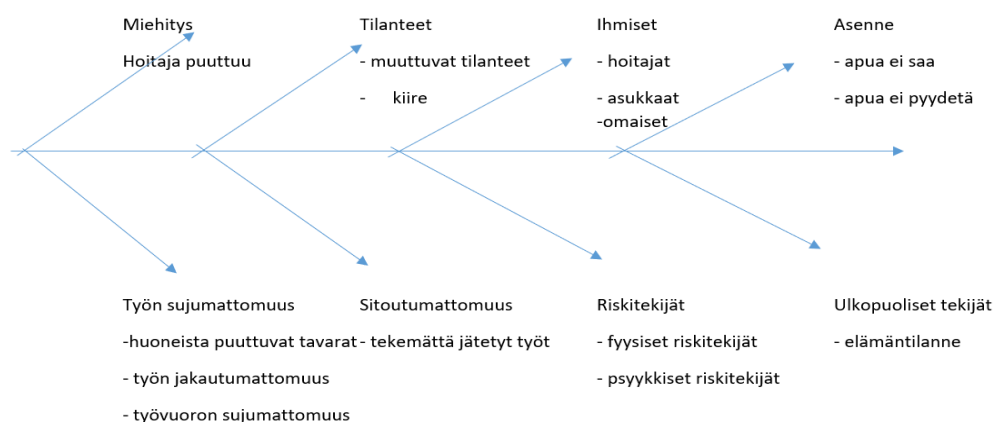 Miehitys
Hoitaja puuttuu
Tilanteet
- muuttuvat tilanteet
- kiire
Ihmiset
- hoitajat
- asukkaat
-omaiset
Asenne
- apua ei saa
- apua ei pyydetä
Työn sujumattomuus
-huoneista puuttuvat tavarat
- työn jakautumattomuus
- työvuoron sujumattomuus
Sitoutumattomuus
- tekemättä jätetyt työt
Riskitekijät
- fyysiset riskitekijät
- psyykkiset riskitekijät
Ulkopuoliset tekijät
- elämäntilanne